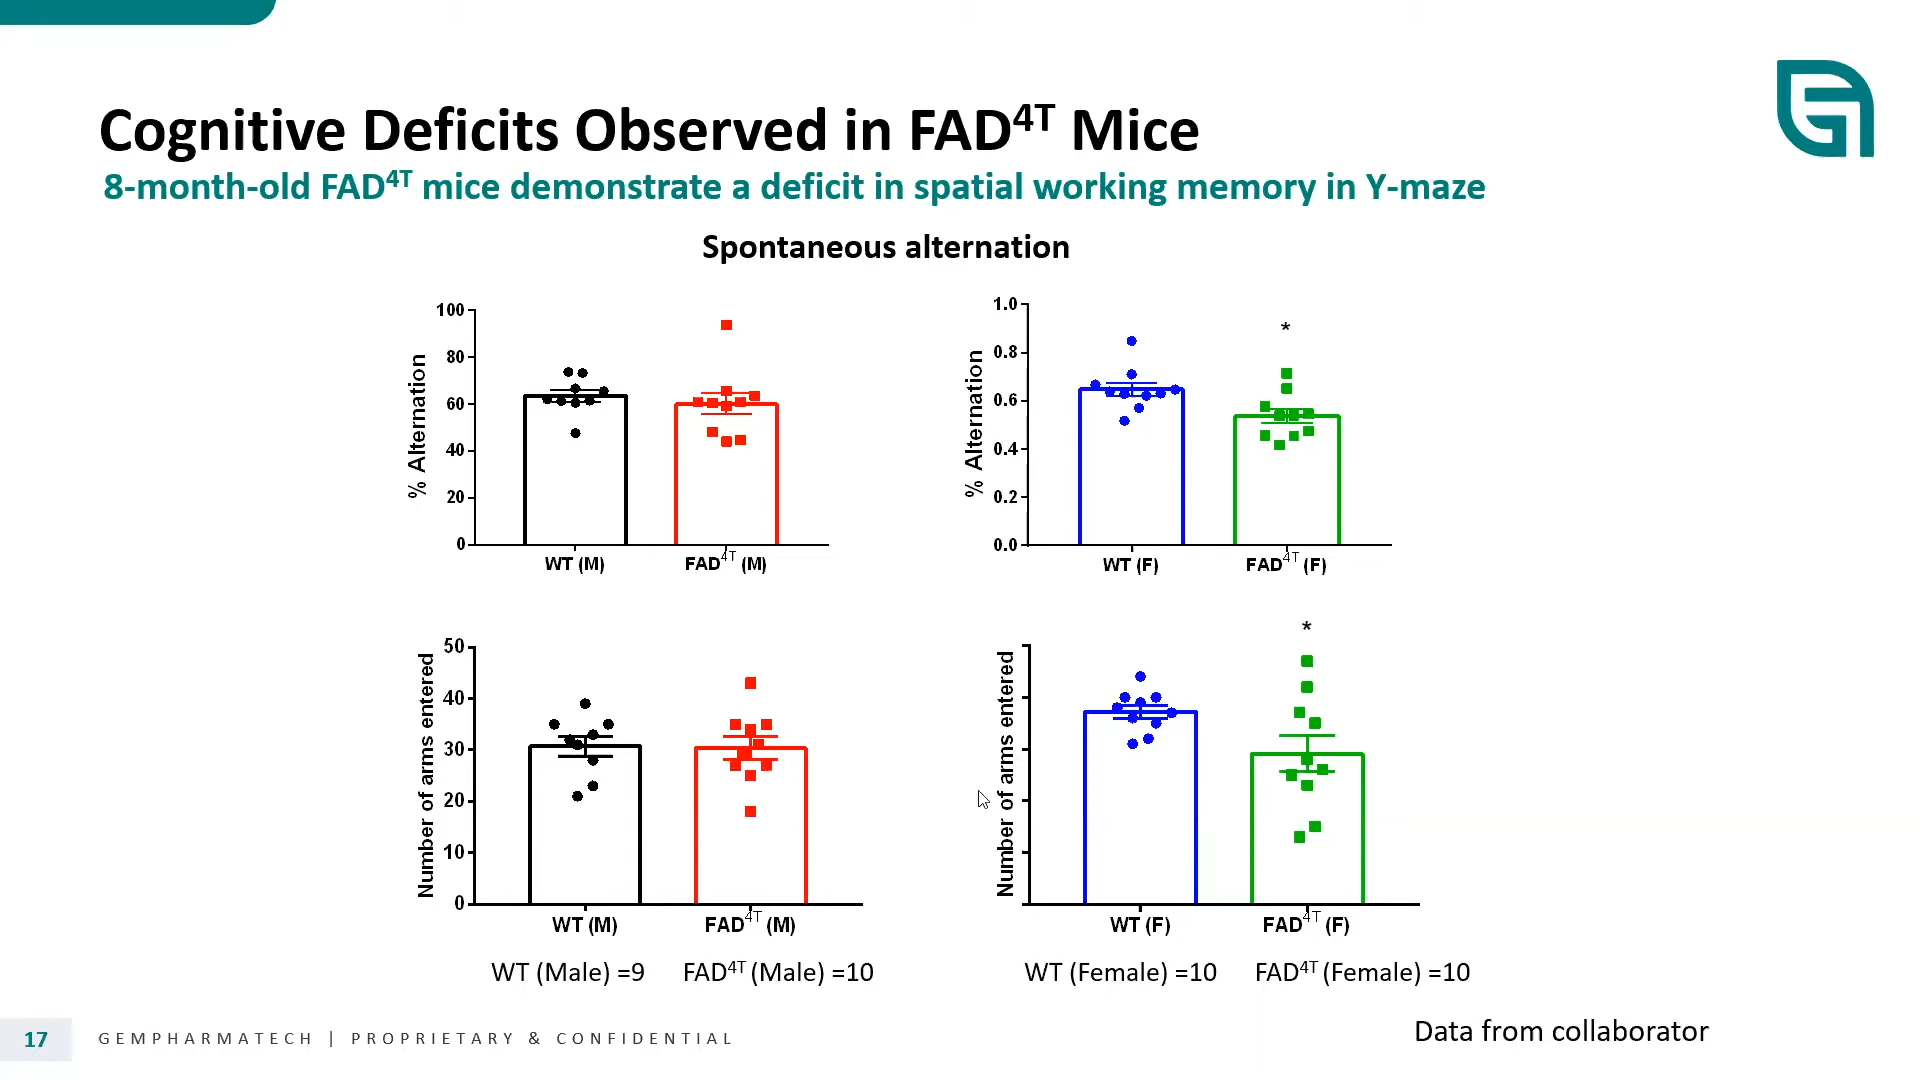 Cognitive Deficits Observed in FAD4T Mice
8-month-old FAD4T mice demonstrate a deficit in spatial working memory in Y-maze
Spontaneous alternation
% Alternation
100
80
60
40
20
0
WT (M)
FAD4T (M)
% Alternation
1.0
0.8
0.6
0.4
0.2
0.0
*
WT (F)
FAD4T (F)
Number of arms entered
50
40
30
20
10
0
WT (M)
FAD4T (M)
Number of arms entered
*
WT (F)
FAD4T (F)
WT (Male) =9
FAD4T (Male) =10
WT (Female) =10
FAD4T (Female) =10
Data from collaborator
17
GEMPHARMATECH | PROPRIETARY & CONFIDENTIAL